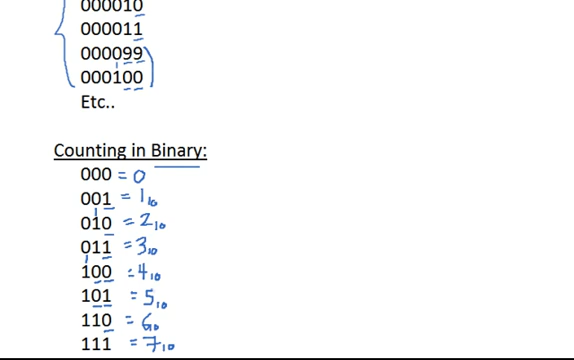 000010
000011
000099
000100
Etc..
Counting in Binary:
000 = 0
001 = 1₁₀
010 = 2₁₀
011 = 3₁₀
100 = 4₁₀
101 = 5₁₀
110 = 6₁₀
111 = 7₁₀